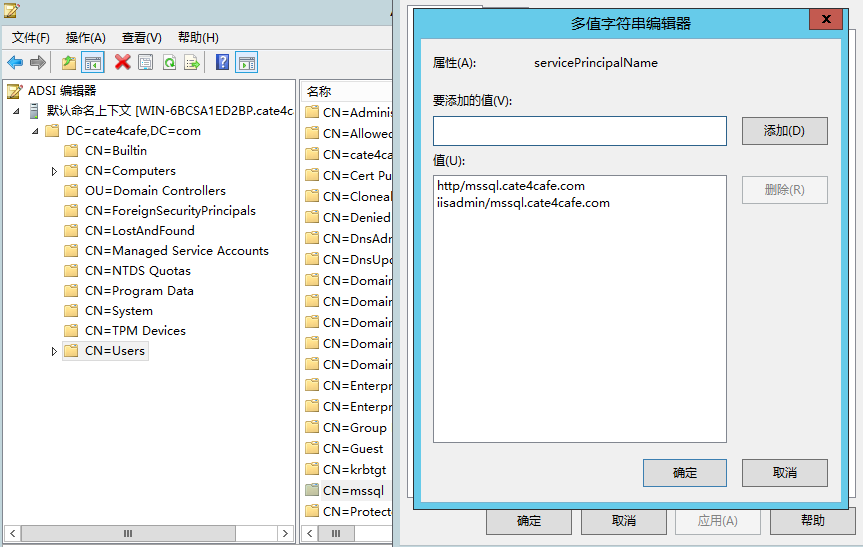 文件(F) 操作(A) 查看(V) 帮助(H)
ADSI 编辑器
默认命名上下文 [WIN-6BCSA1ED2BP.cate4c
DC=cate4cafe,DC=com
CN=Builtin
CN=Computers
OU=Domain Controllers
CN=ForeignSecurityPrincipals
CN=LostAndFound
CN=Managed Service Accounts
CN=NTDS Quotas
CN=Program Data
CN=System
CN=TPM Devices
CN=Users
名称
CN=Adminis
CN=Allowed
CN=cate4ca
CN=Cert Pu
CN=Cloneal
CN=Denied
CN=DnsAdr
CN=DnsUpd
CN=Domain
CN=Domain
CN=Domain
CN=Domain
CN=Domain
CN=Enterpr
CN=Enterpr
CN=Group
CN=Guest
CN=krbtgt
CN=mssql
CN=Protect
多值字符串编辑器
x
属性(A): servicePrincipalName
要添加的值(V):
添加(D)
值(U):
http/mssql.cate4cafe.com
iisadmin/mssql.cate4cafe.com
删除(R)
确定 取消
确定 取消 应用(A) 帮助